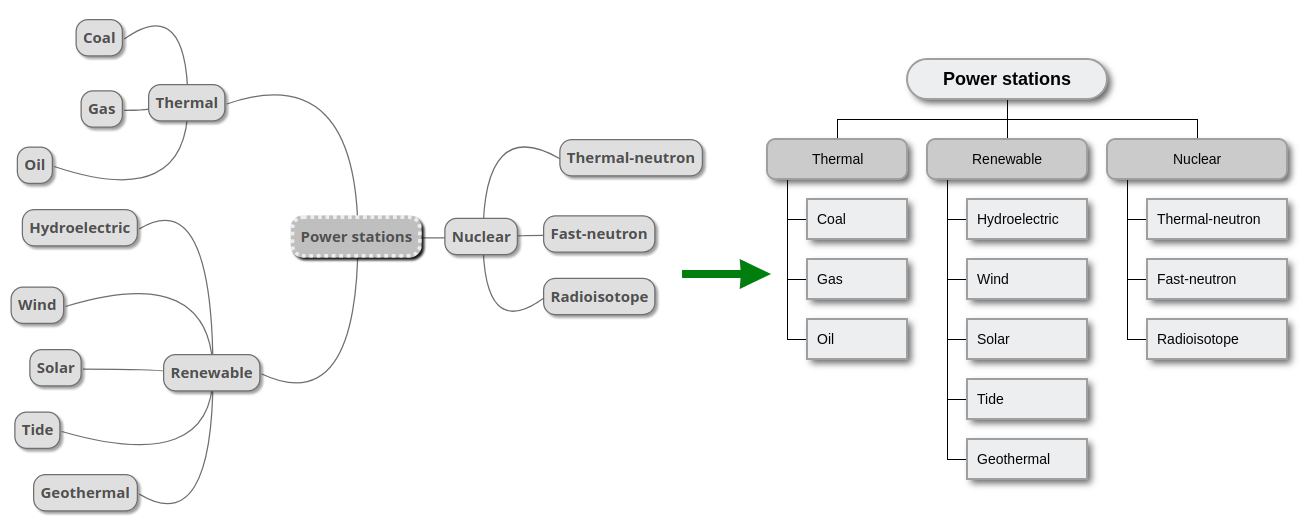 Coal
Gas
Thermal
Oil
Hydroelectric
Wind
Solar
Renewable
Tide
Geothermal
Power stations
Nuclear
Thermal-neutron
Fast-neutron
Radioisotope
Power stations
Thermal
Coal
Gas
Oil
Renewable
Hydroelectric
Wind
Solar
Tide
Geothermal
Nuclear
Thermal-neutron
Fast-neutron
Radioisotope